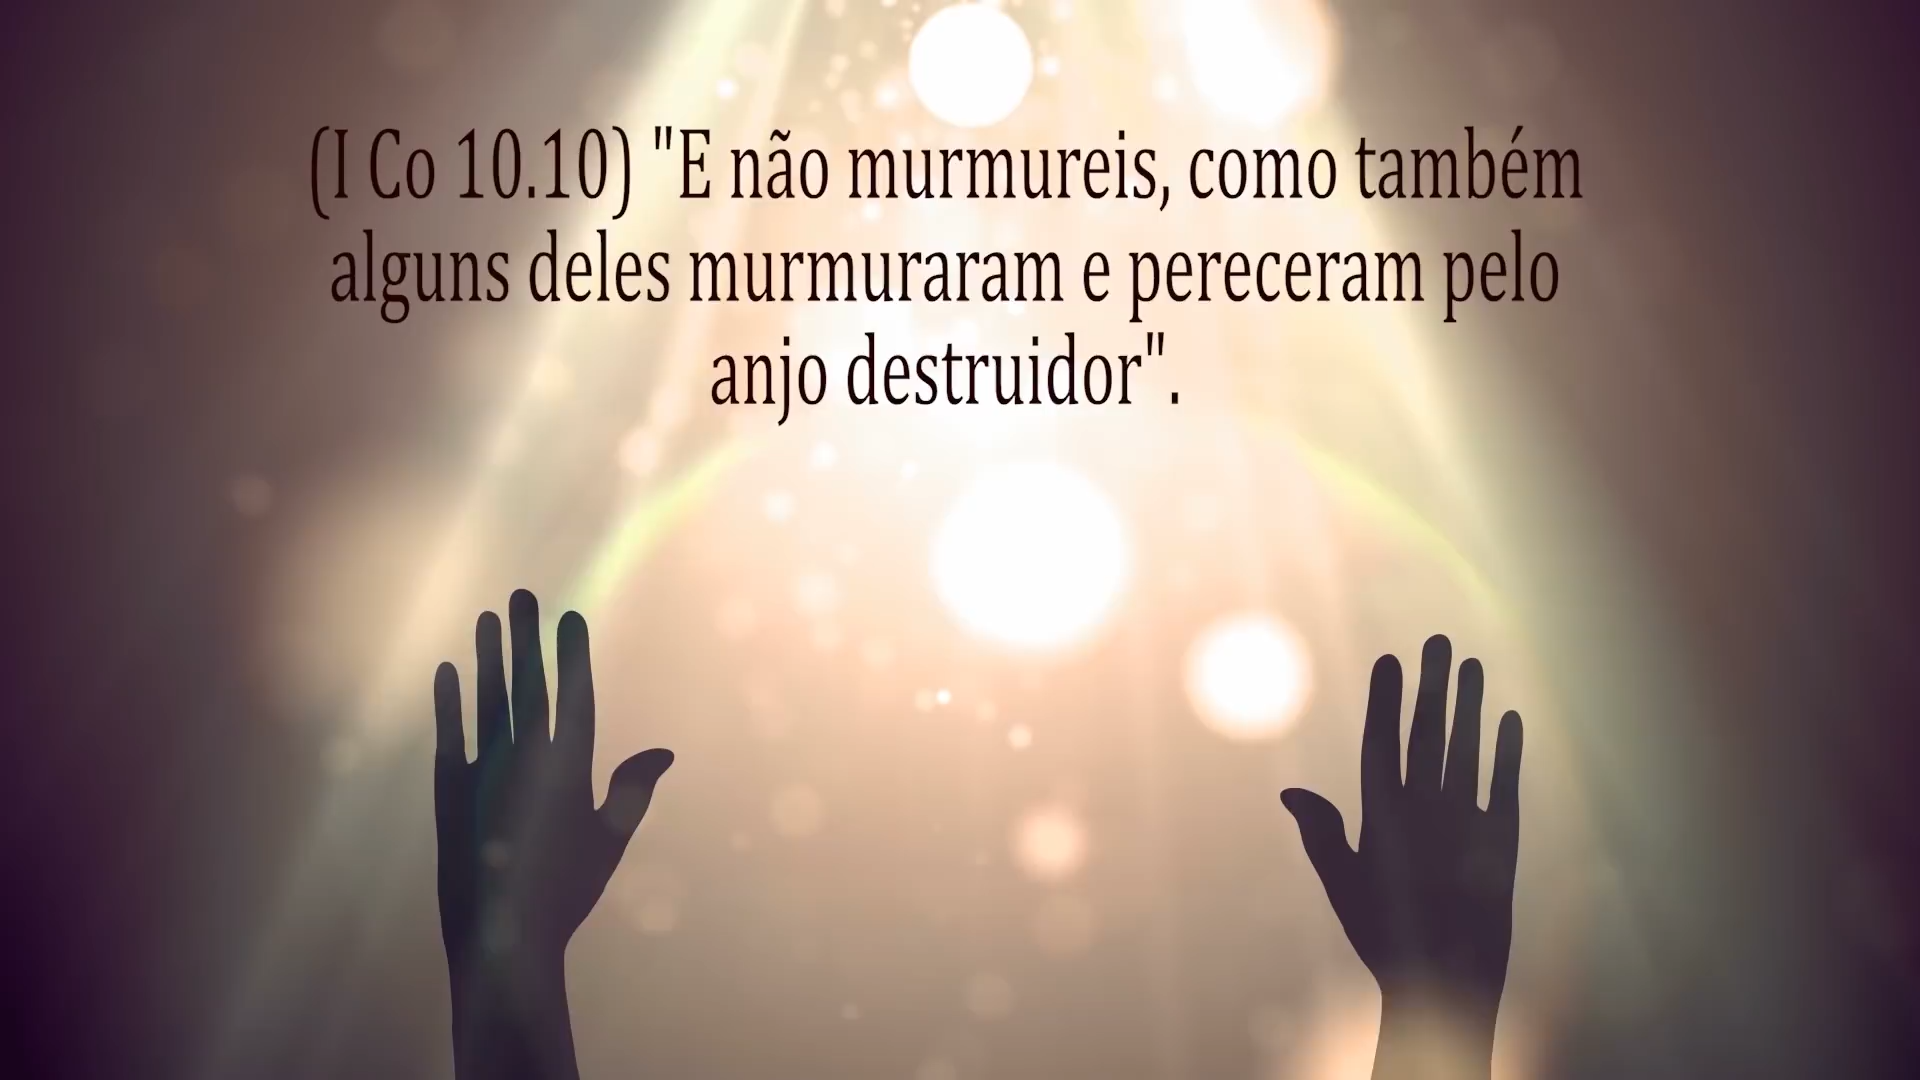 (I Co 10.10) "E não murmureis, como também
alguns deles murmuraram e pereceram pelo
anjo destruidor".